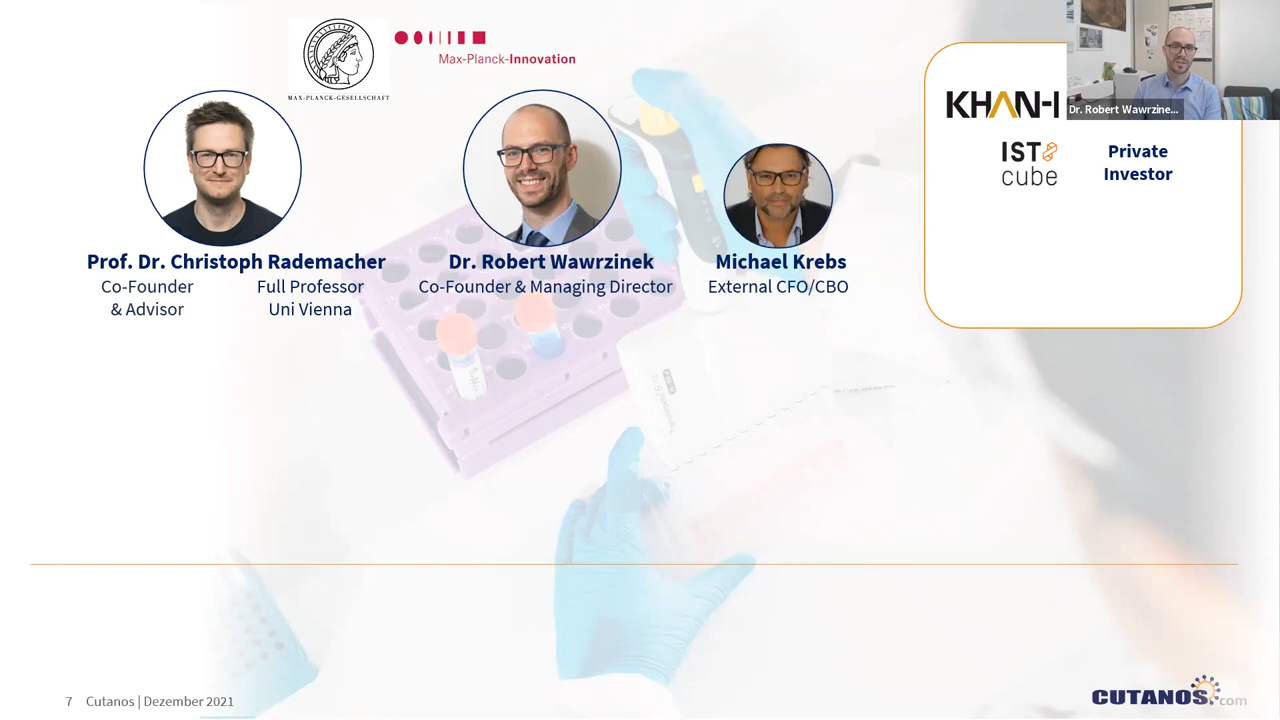 MAX-PLANCK-GESELLSCHAFT
Max-Planck-Innovation
KHAN-I
Dr. Robert Wawrzine...
IST
cube
Private
Investor
Prof. Dr. Christoph Rademacher
Co-Founder
& Advisor
Full Professor
Uni Vienna
Dr. Robert Wawrzinek
Co-Founder & Managing Director
Michael Krebs
External CFO/CBO
7 Cutanos | Dezember 2021
CUTANOS.com